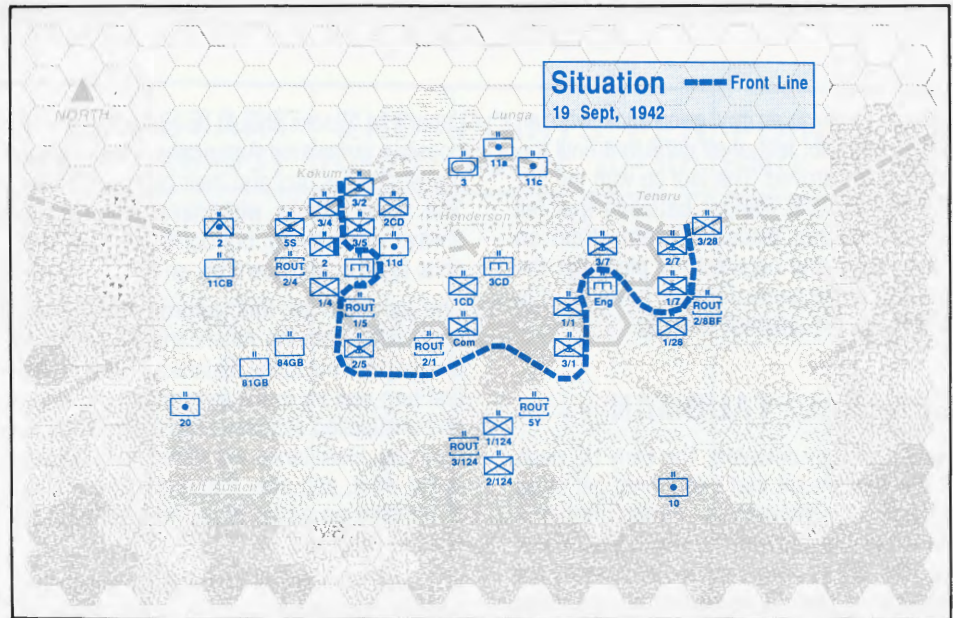 Situation
Front Line
19 Sept, 1942
NORTH
Lunga
11a
3
11c
Kokum
3/2
3/4
2CD
Tenaru
2
5S
3/5
Henderson
3/28
11CB
ROUT
2/4
2
11d
3CD
3/7
2/7
1/4
ROUT
1/5
1CD
Eng
1/7
ROUT
2/8BF
1/1
84GB
2/5
ROUT
2/1
Com
3/1
1/28
81GB
20
ROUT
5Y
1/124
ROUT
3/124
2/124
Mt Austen
10